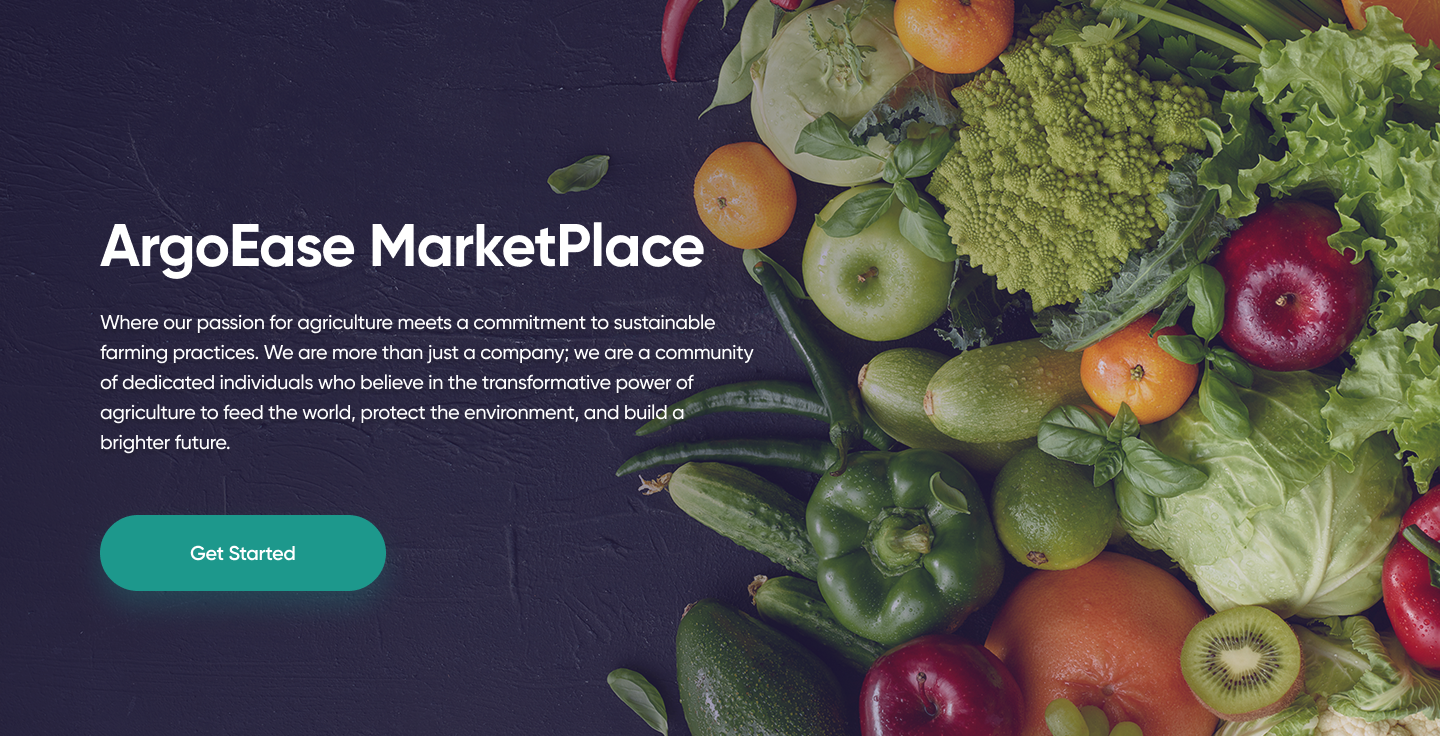 ArgoEase MarketPlace
Where our passion for agriculture meets a commitment to sustainable
farming practices. We are more than just a company; we are a community
of dedicated individuals who believe in the transformative power of
agriculture to feed the world, protect the environment, and build a
brighter future.
Get Started